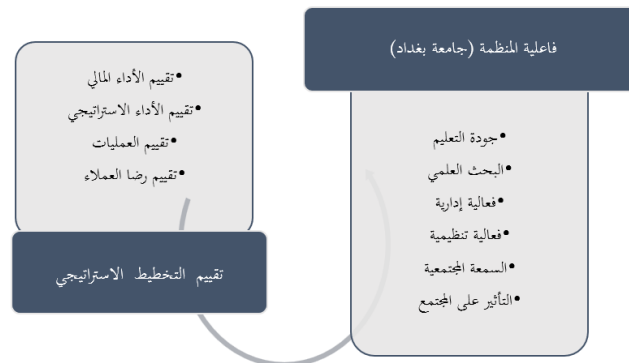 فاعلية المنظمة (جامعة بغداد)
•جودة التعليم
•البحث العلمي
•فعالية إدارية
•فعالية تنظيمية
•السمعة المجتمعية
•التأثير على المجتمع
•تقييم الأداء المالي
•تقييم الأداء الاستراتيجي
•تقييم العمليات
•تقييم رضا العملاء
تقييم التخطيط الاستراتيجي